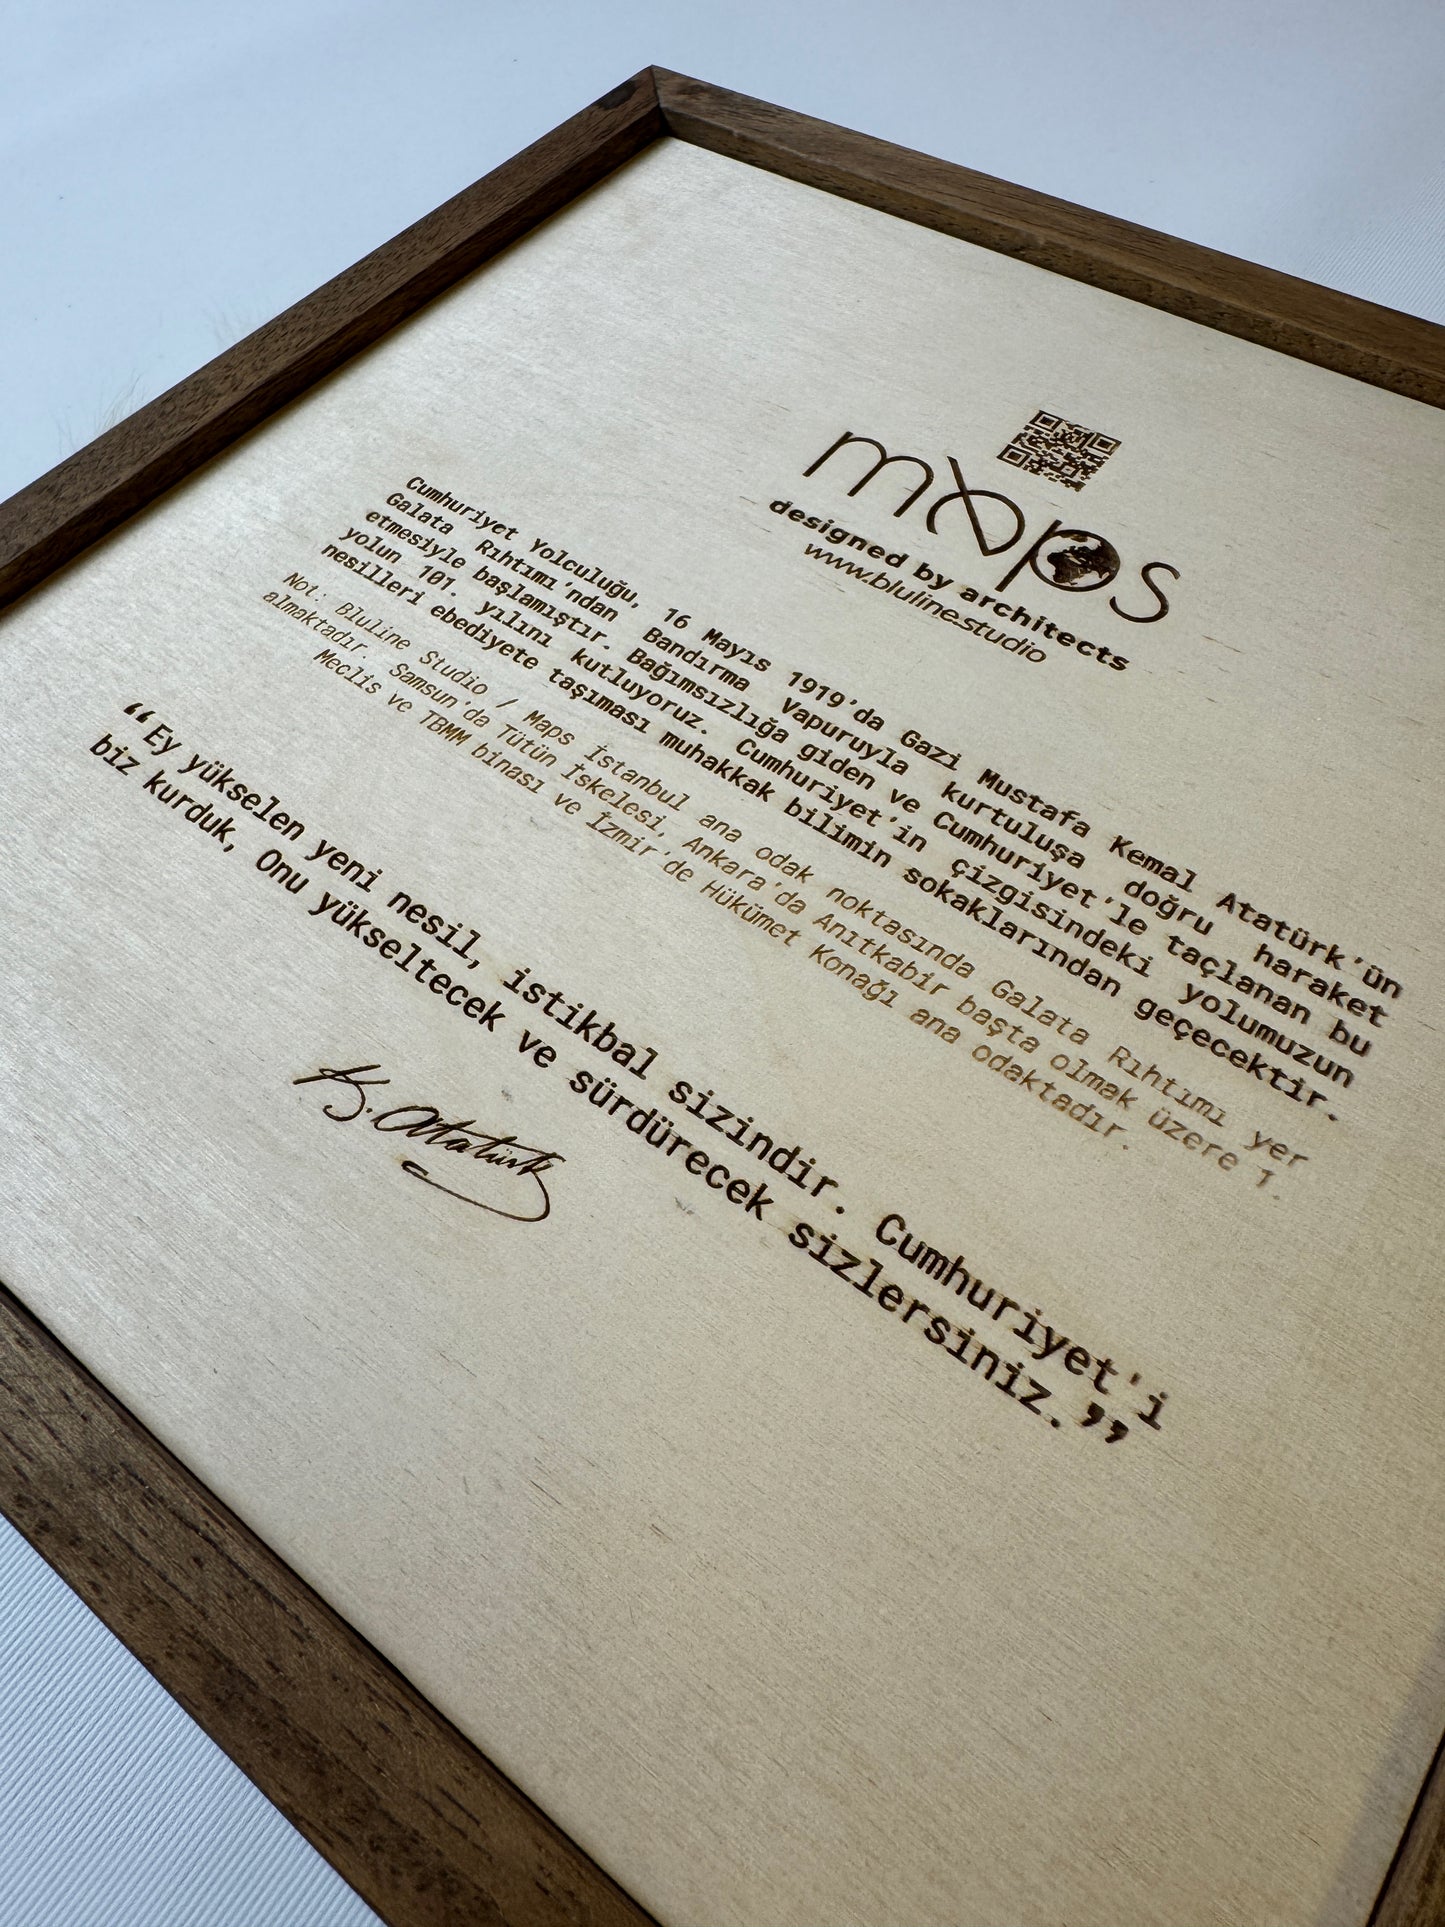 maps
designed by architects
www.bluline.studio
Cumhuriyet Yolculuğu, 16 Mayıs 1919'da Gazi Mustafa Kemal Atatürk'ün
Galata Rıhtımı'ndan Bandırma Vapuruyla kurtuluşa doğru haraket
etmesiyle başlamıştır. Bağımsızlığa giden ve Cumhuriyet'le taçlanan bu
yolun 101. yılını kutluyoruz. Cumhuriyet'in çizgisindeki yolumuzun
nesilleri ebediyete taşıması muhakkak bilimin sokaklarından geçecektir.
Not: Bluline Studio / Maps İstanbul ana odak noktasında Galata Rıhtımı yer
almaktadır. Samsun'da Tütün İskelesi, Ankara'da Anıtkabir başta olmak üzere 1.
Meclis ve TBMM binası ve İzmir'de Hükümet Konağı ana odaktadır.
“Ey yükselen yeni nesil, istikbal sizindir. Cumhuriyet'i
biz kurduk, Onu yükseltecek ve sürdürecek sizlersiniz.”
K. Atatürk